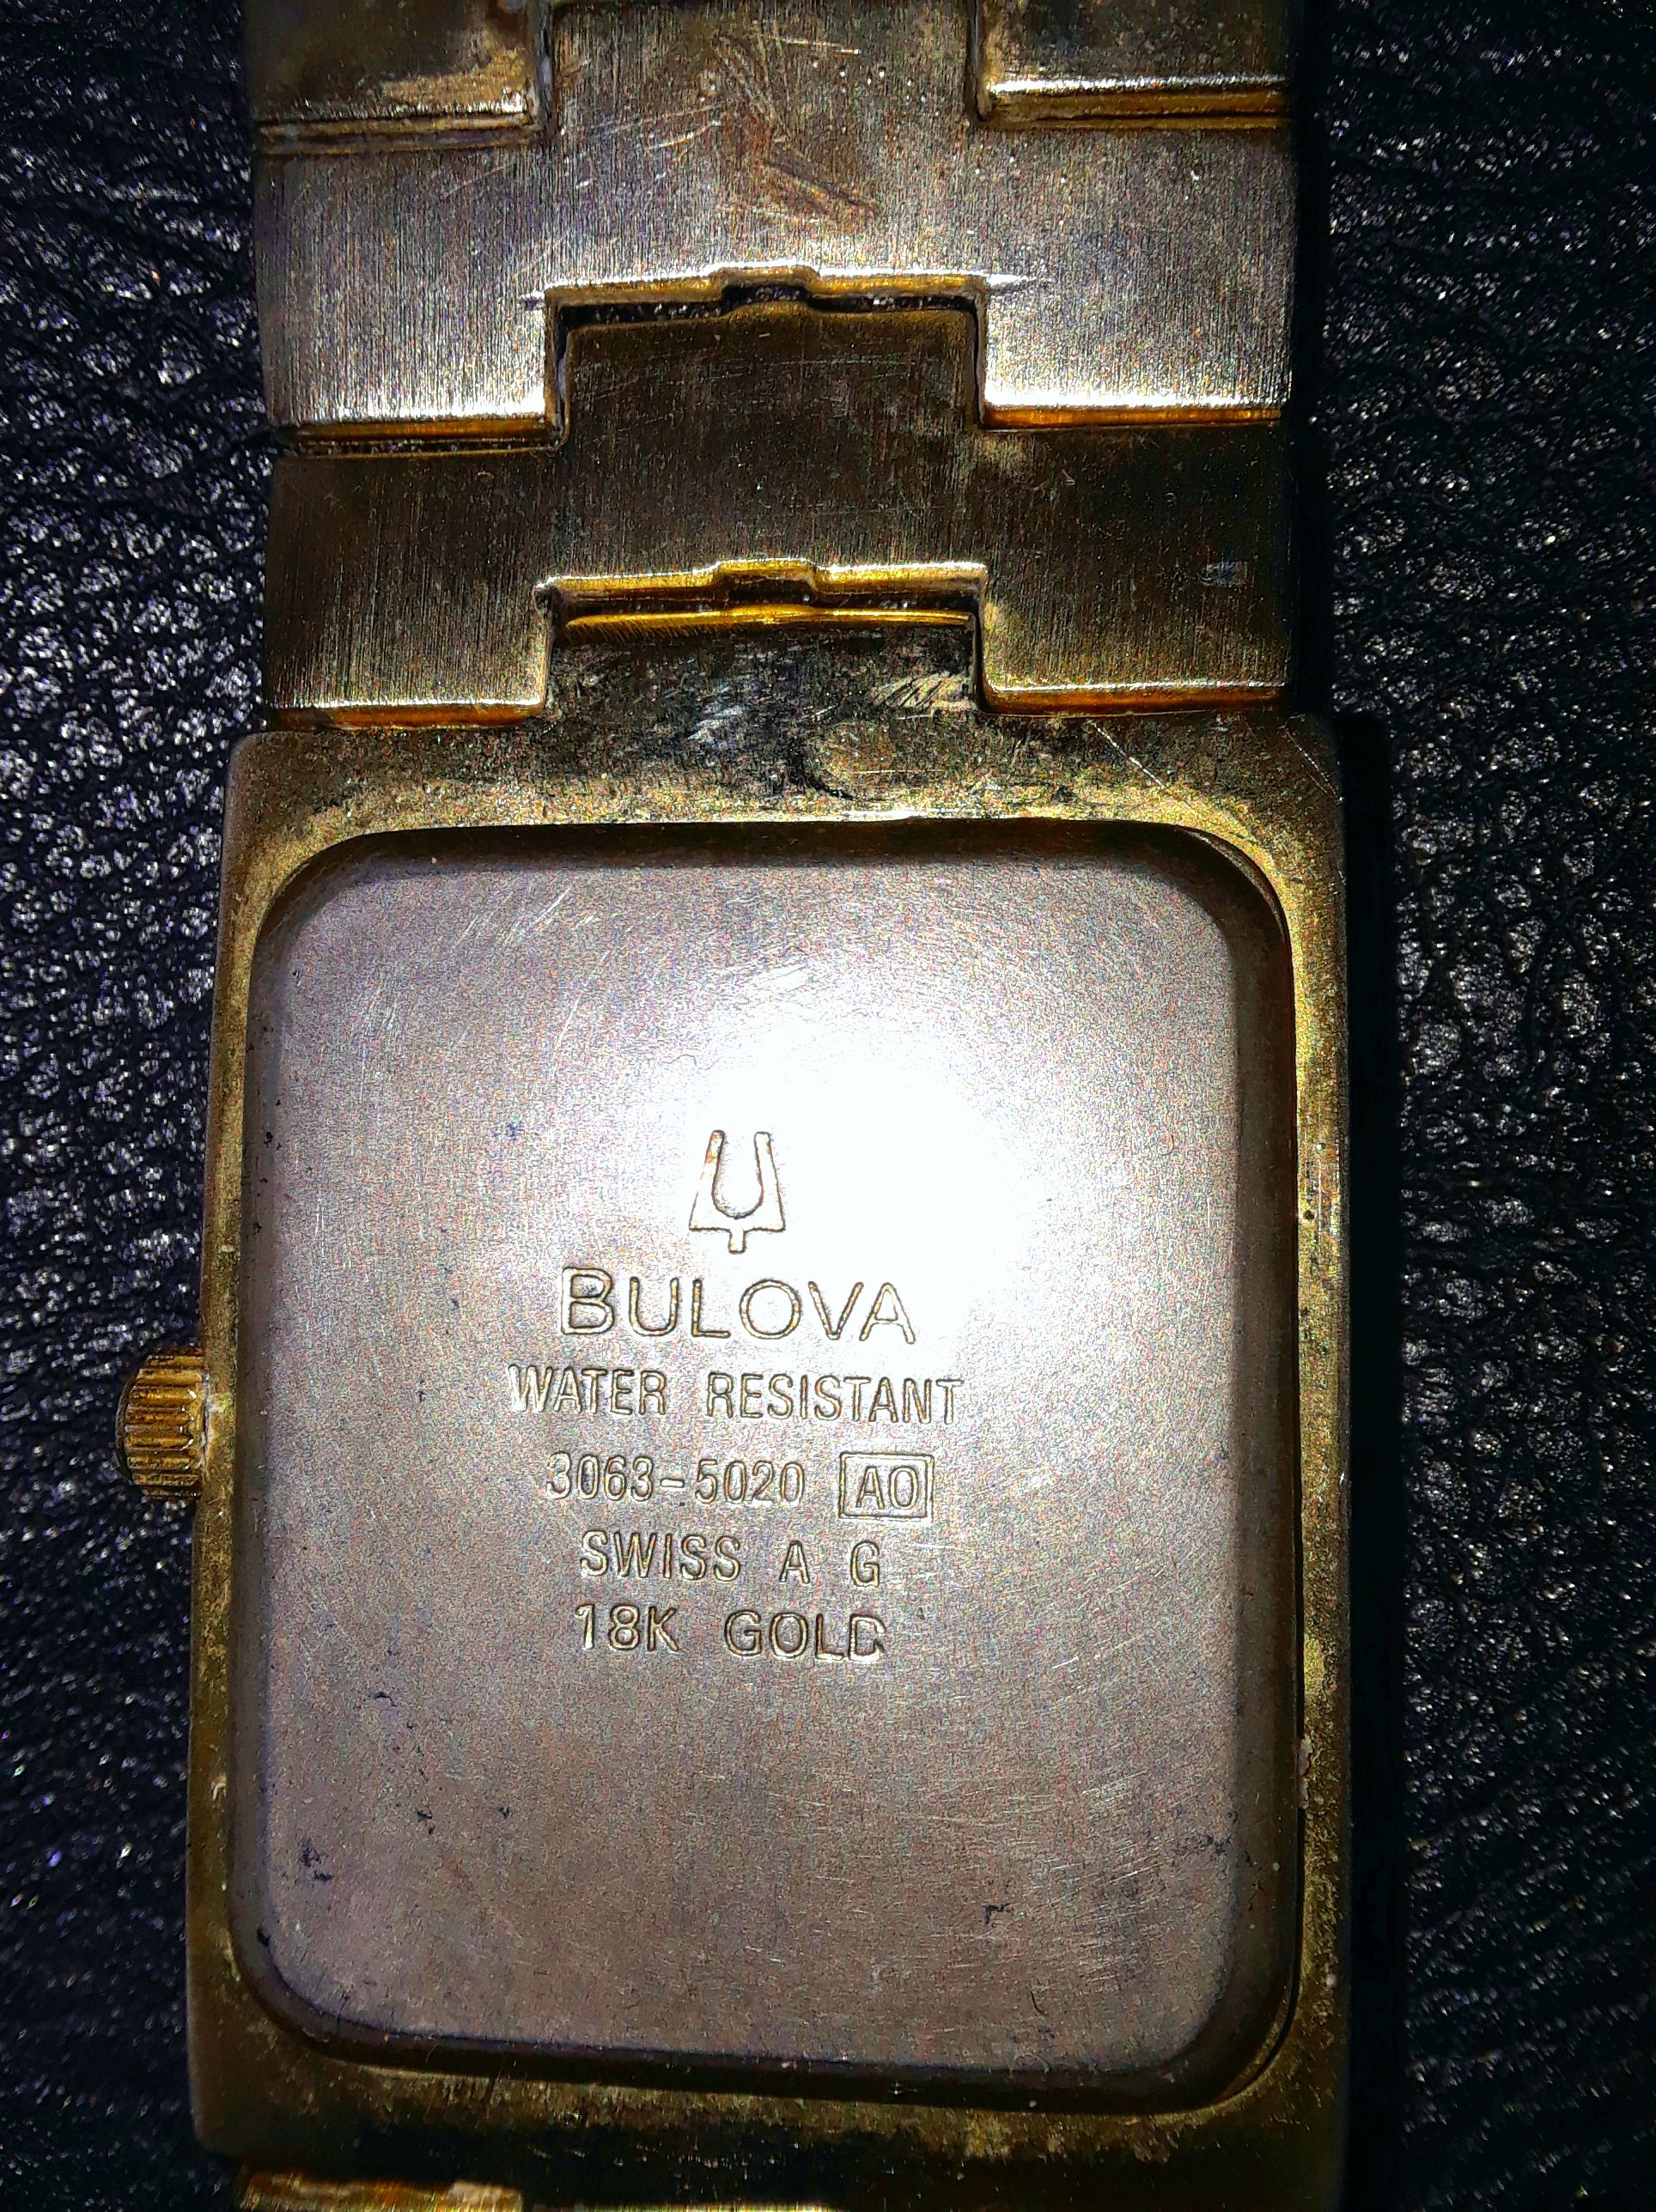 BULOVA
WATER RESISTANT
3063-5020 AO
SWISS A G
18K GOLD